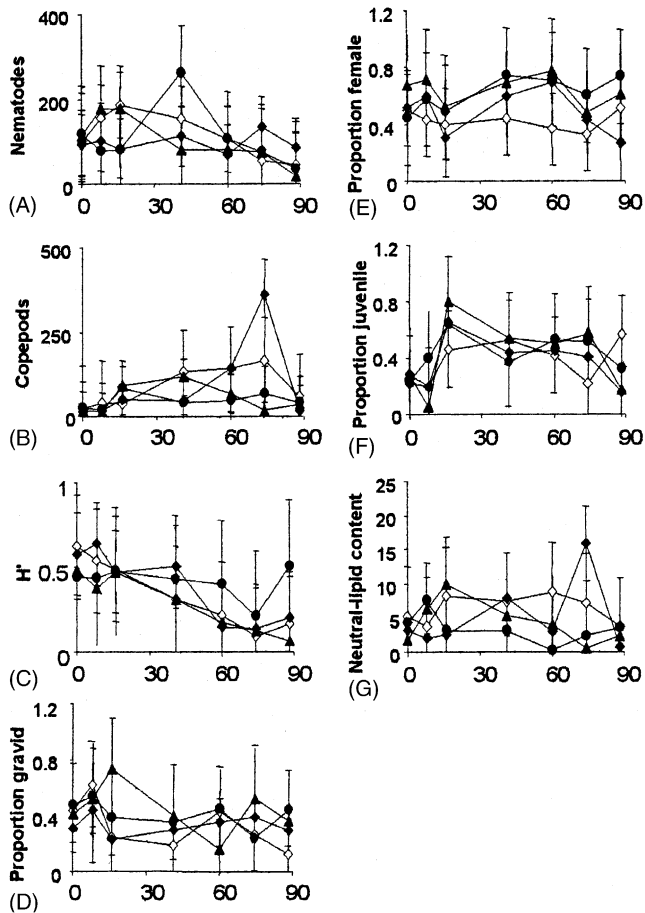 400
200
0
Nematodes
(A)
0 30 60 90
500
250
0
Copepods
(B)
0 30 60 90
1
0.5
0
H'
(C)
0 30 60 90
1.2
0.8
0.4
0
Proportion gravid
(D)
0 30 60 90
1.2
0.8
0.4
0
Proportion female
(E)
0 30 60 90
1.2
0.8
0.4
0
Proportion juvenile
(F)
0 30 60 90
25
20
15
10
5
0
Neutral-lipid content
(G)
0 30 60 90